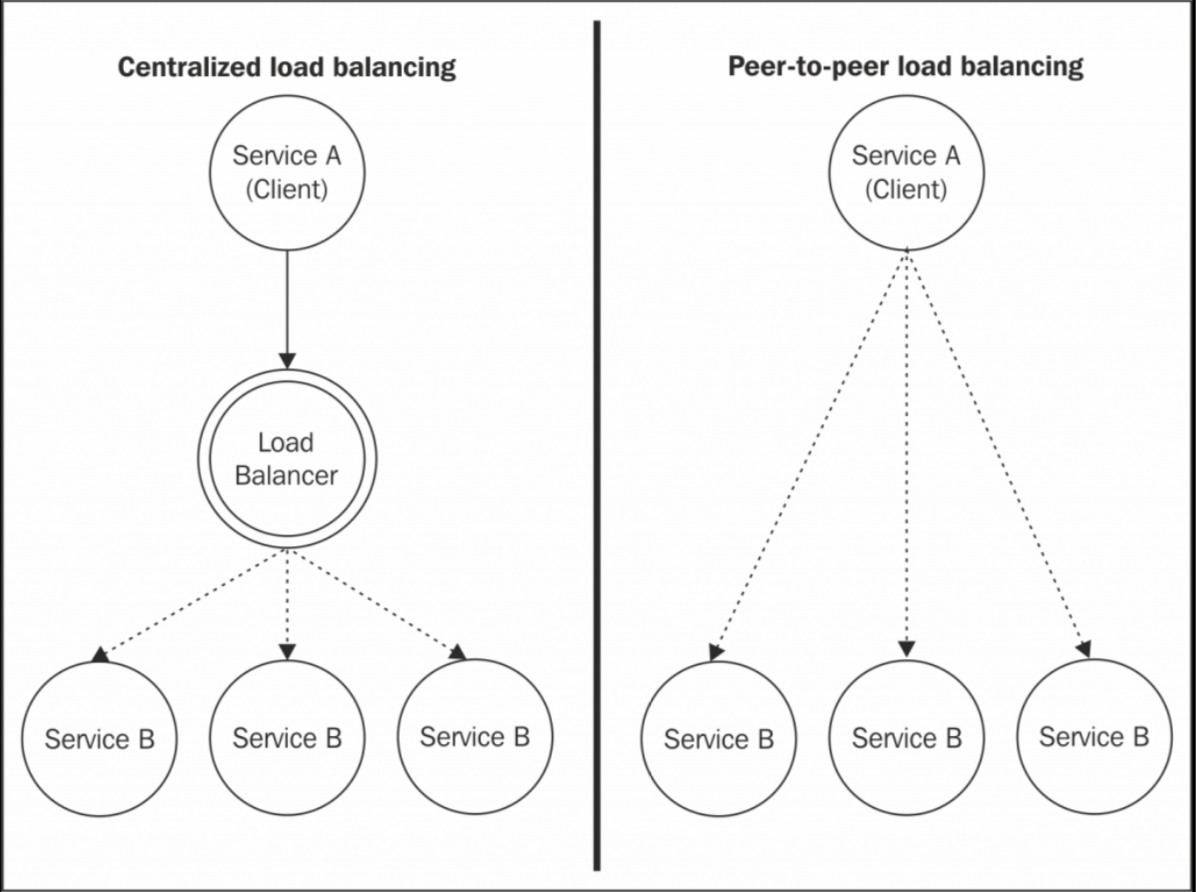 Centralized load balancing
Service A
(Client)
Load
Balancer
Service B
Service B
Service B
Peer-to-peer load balancing
Service A
(Client)
Service B
Service B
Service B